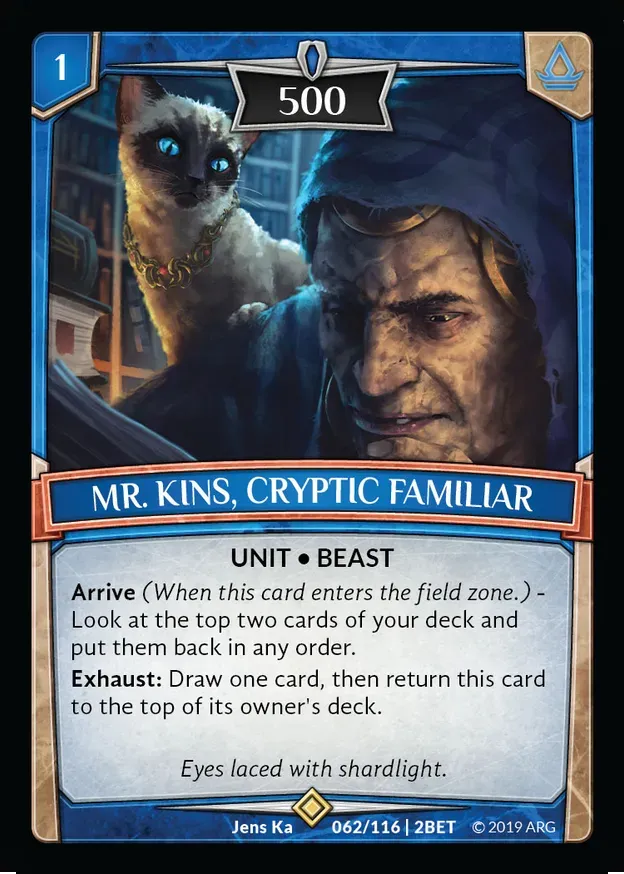 1
500
MR. KINS, CRYPTIC FAMILIAR
UNIT • BEAST
Arrive (When this card enters the field zone.) -
Look at the top two cards of your deck and
put them back in any order.
Exhaust: Draw one card, then return this card
to the top of its owner's deck.
Eyes laced with shardlight.
Jens Ka 062/116 | 2BET © 2019 ARG